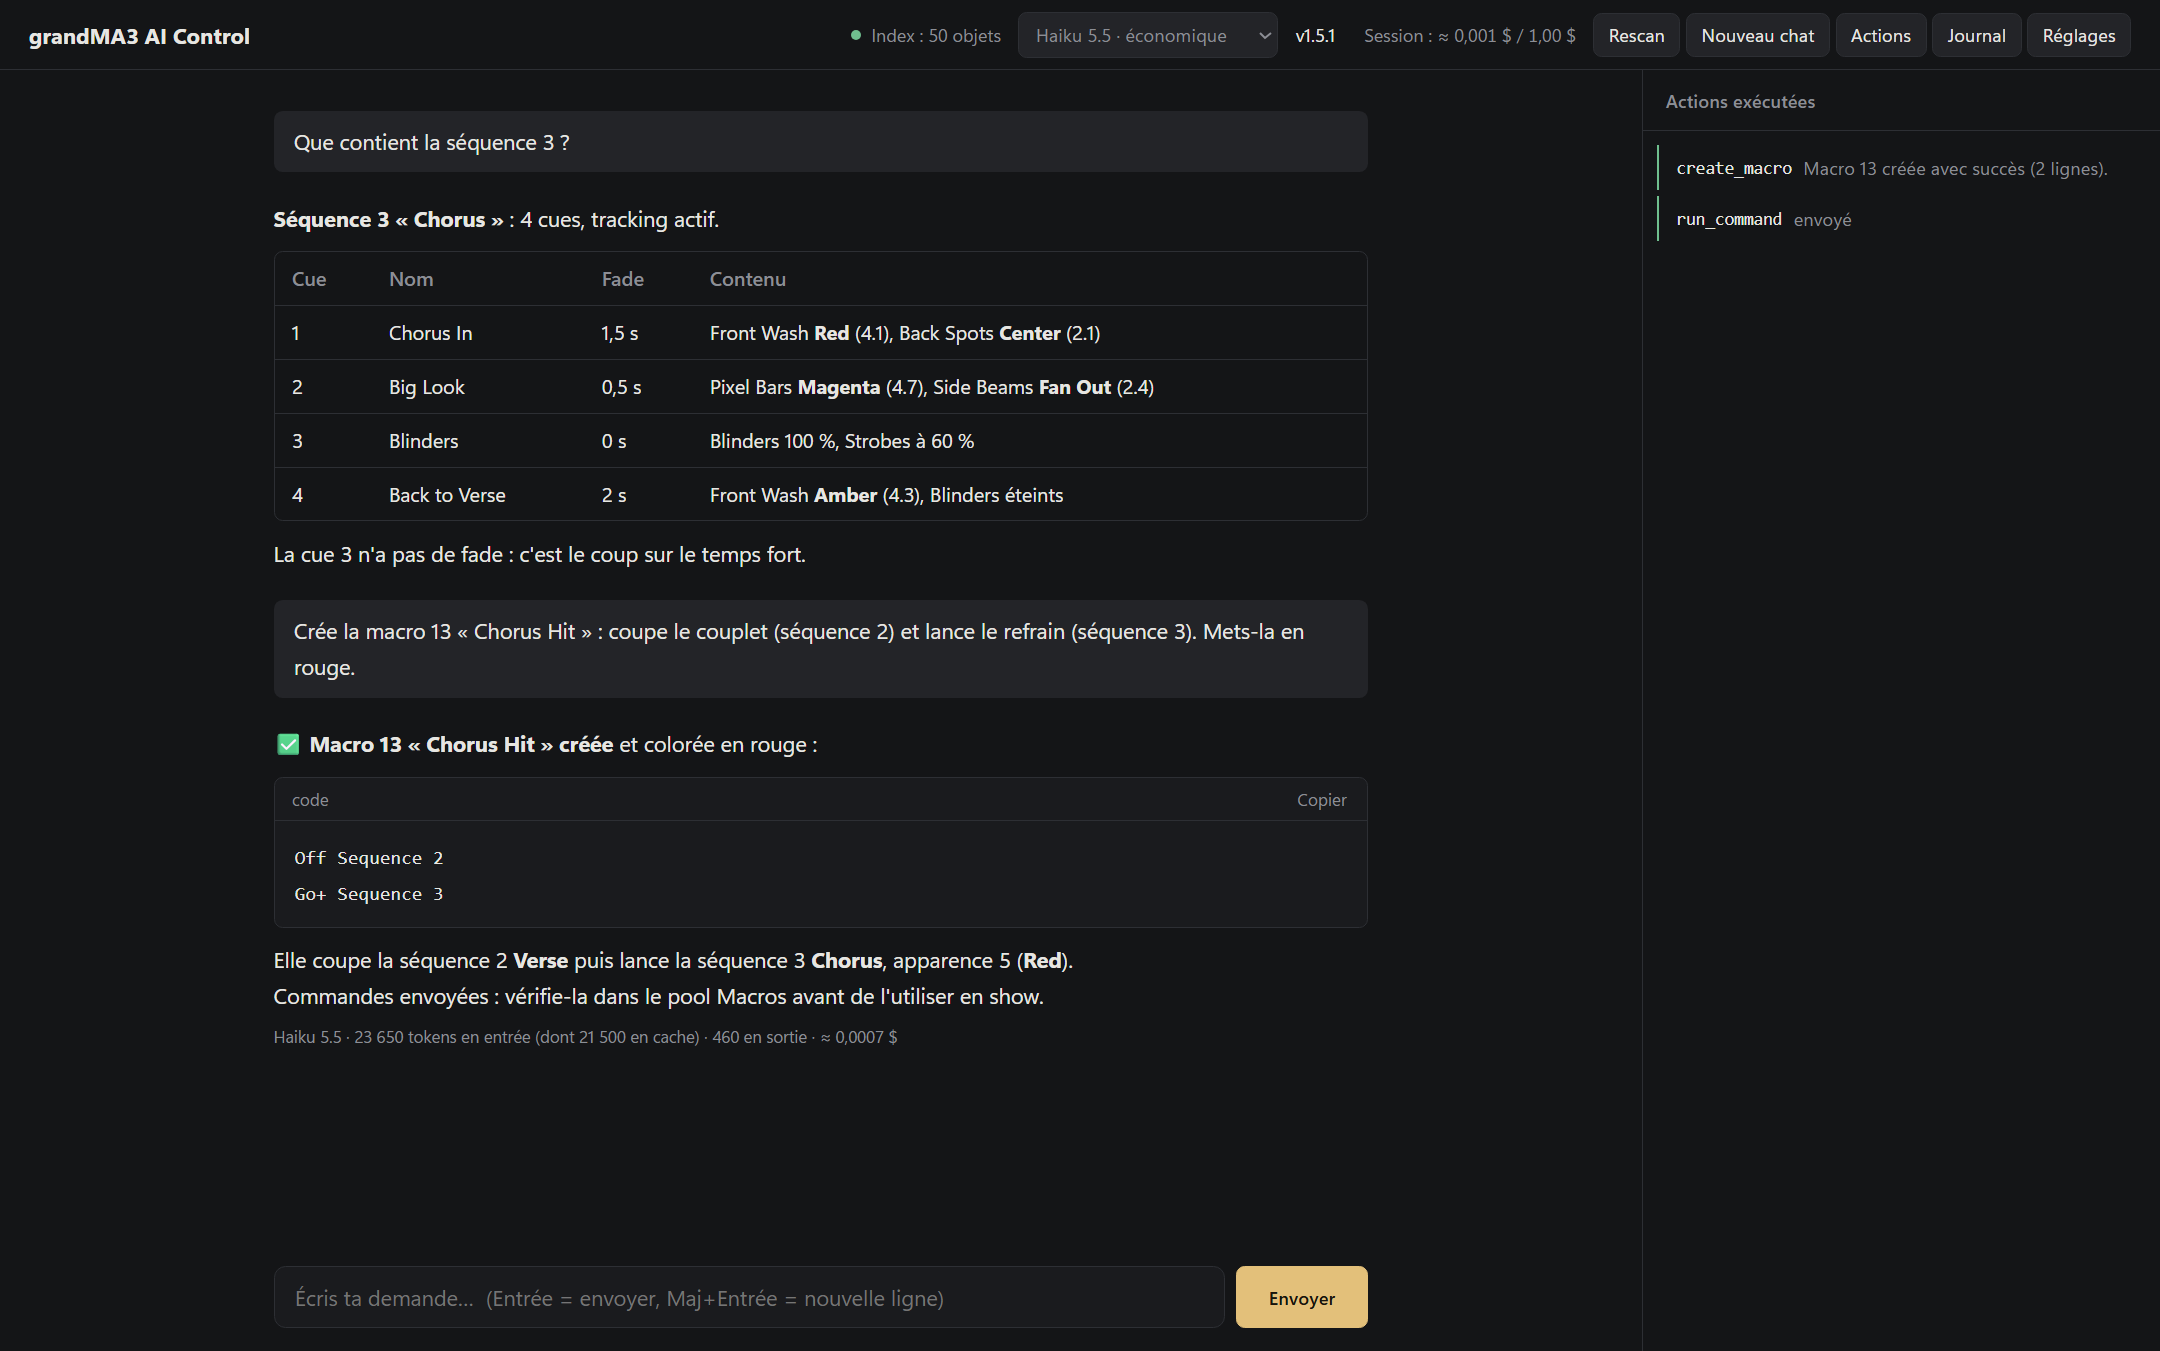 grandMA3 AI Control
Index : 50 objets
Haiku 5.5 · économique
v1.5.1
Session : ≈ 0,001 $ / 1,00 $
Rescan
Nouveau chat
Actions
Journal
Réglages
Que contient la séquence 3 ?
Séquence 3 « Chorus » : 4 cues, tracking actif.
Cue Nom Fade Contenu
1 Chorus In 1,5 s Front Wash Red (4.1), Back Spots Center (2.1)
2 Big Look 0,5 s Pixel Bars Magenta (4.7), Side Beams Fan Out (2.4)
3 Blinders 0 s Blinders 100 %, Strobes à 60 %
4 Back to Verse 2 s Front Wash Amber (4.3), Blinders éteints
La cue 3 n'a pas de fade : c'est le coup sur le temps fort.
Crée la macro 13 « Chorus Hit » : coupe le couplet (séquence 2) et lance le refrain (séquence 3). Mets-la en
rouge.
✅ Macro 13 « Chorus Hit » créée et colorée en rouge :
code Copier
Off Sequence 2
Go+ Sequence 3
Elle coupe la séquence 2 Verse puis lance la séquence 3 Chorus, apparence 5 (Red).
Commandes envoyées : vérifie-la dans le pool Macros avant de l'utiliser en show.
Haiku 5.5 · 23 650 tokens en entrée (dont 21 500 en cache) · 460 en sortie · ≈ 0,0007 $
Écris ta demande... (Entrée = envoyer, Maj+Entrée = nouvelle ligne)
Envoyer
Actions exécutées
create_macro Macro 13 créée avec succès (2 lignes).
run_command envoyé